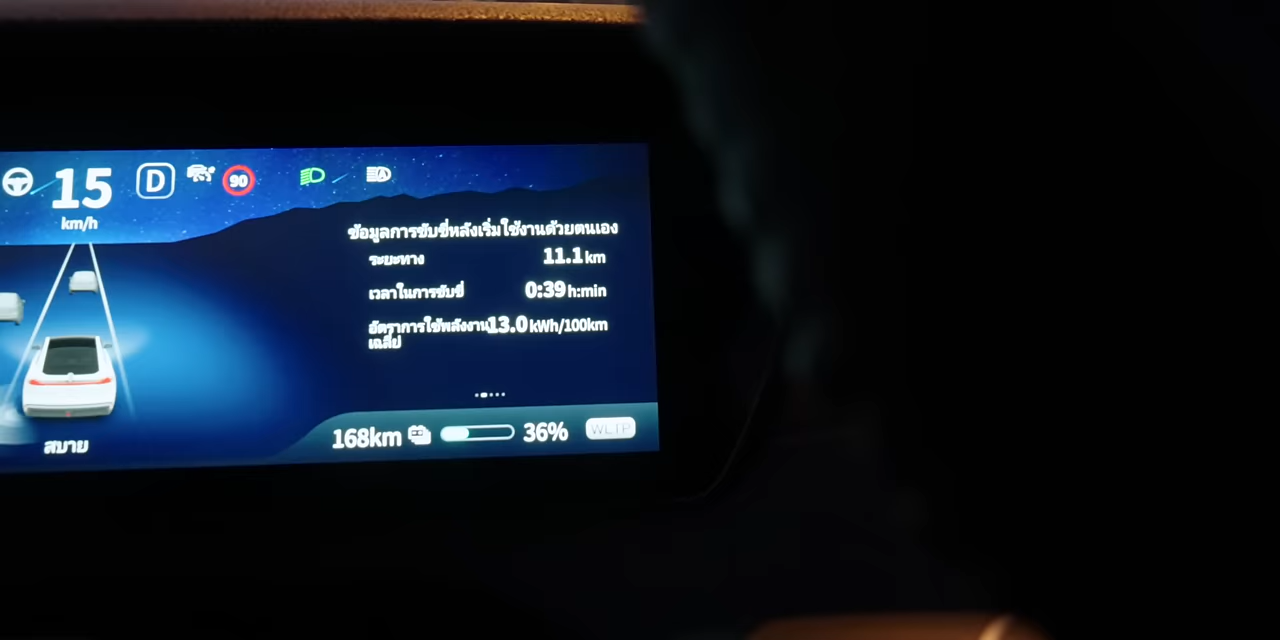 15
km/h
D
90
A
ข้อมูลการขับขี่หลังเริ่มใช้งานด้วยตนเอง
ระยะทาง 11.1 km
เวลาในการขับขี่ 0:39 h:min
อัตราการใช้พลังงาน 13.0 kWh/100km
เฉลี่ย
สบาย
168km 36% WLTP